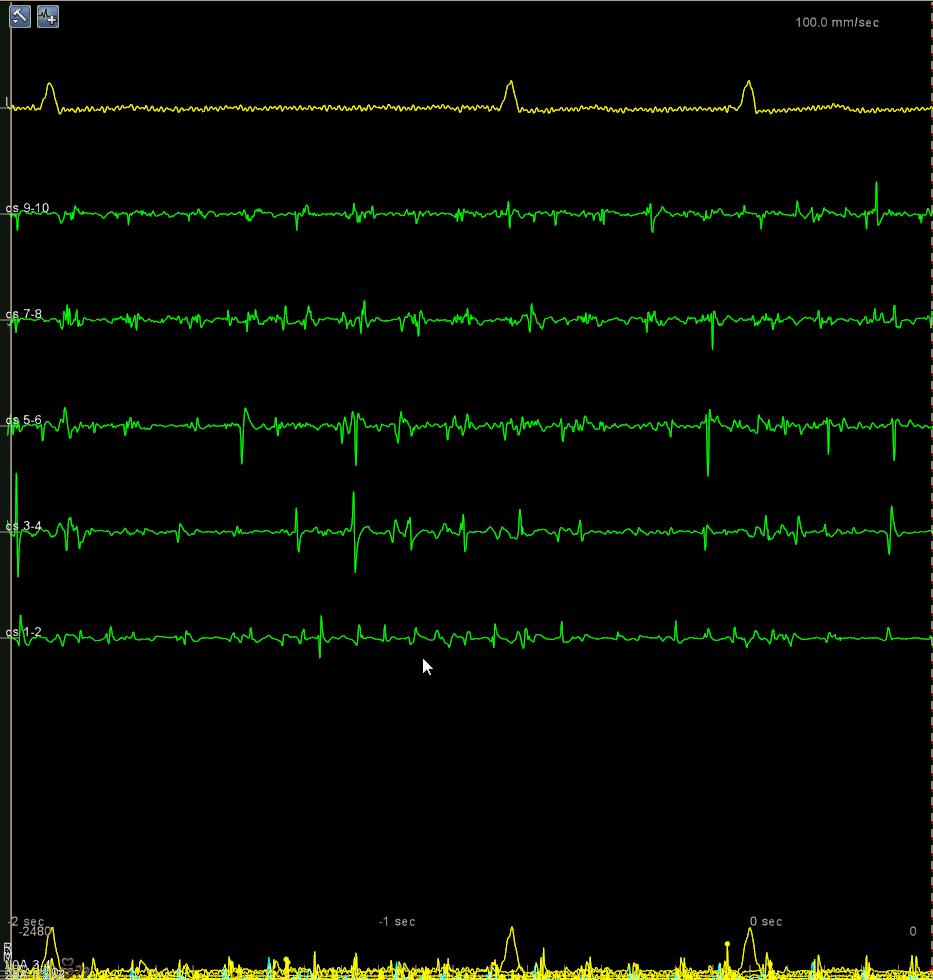 100.0 mm/sec
I
cs 9-10
cs 7-8
cs 5-6
cs 3-4
cs 1-2
-2 sec
-1 sec
0 sec
-2480
0